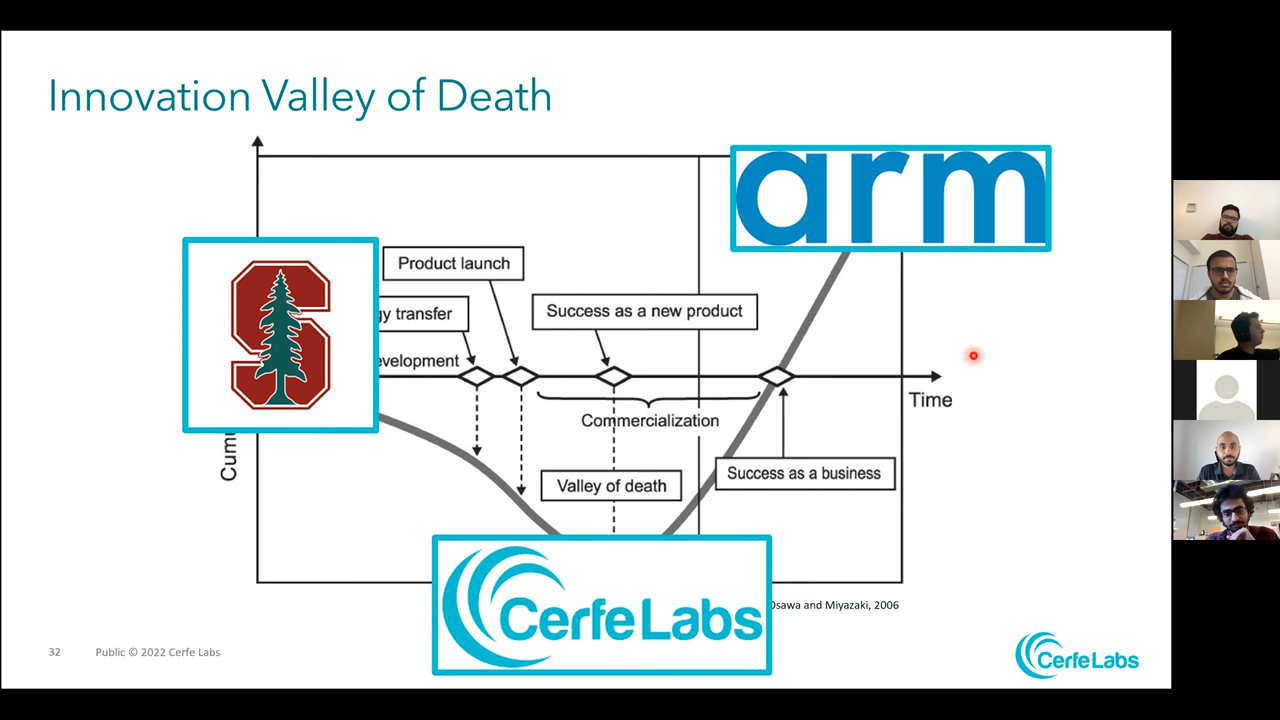 Innovation Valley of Death
arm
Product launch
gy transfer
Success as a new product
evelopment
Time
Commercialization
Success as a business
Valley of death
Cum
CerfeLabs
Osawa and Miyazaki, 2006
32
Public © 2022 Cerfe Labs
CerfeLabs